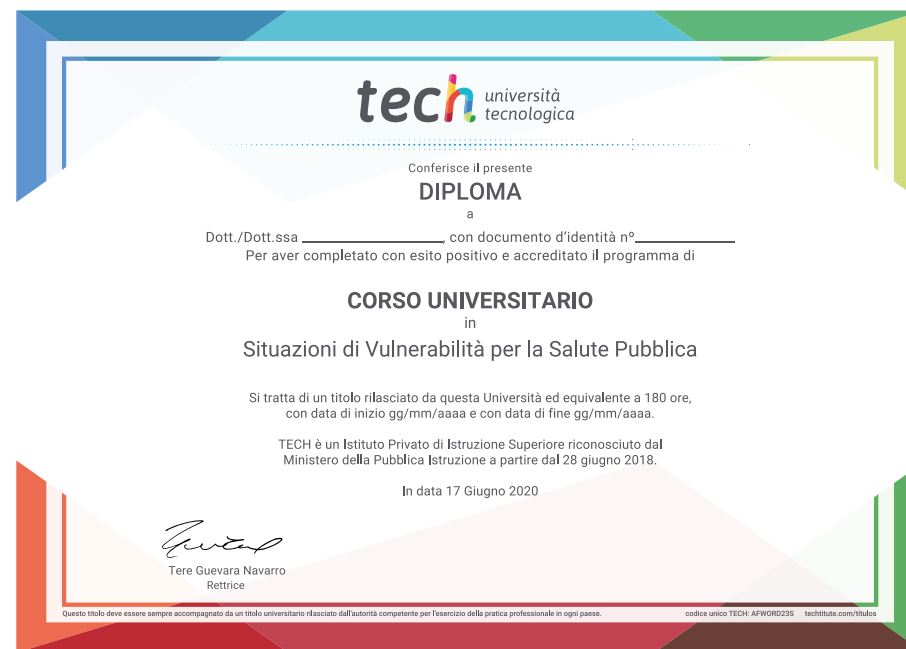 tech università
tecnologica
Conferisce il presente
DIPLOMA
a
Dott./Dott.ssa ____________________, con documento d'identità nº______________
Per aver completato con esito positivo e accreditato il programma di
CORSO UNIVERSITARIO
in
Situazioni di Vulnerabilità per la Salute Pubblica
Si tratta di un titolo rilasciato da questa Università ed equivalente a 180 ore,
con data di inizio gg/mm/aaaa e con data di fine gg/mm/aaaa.
TECH è un Istituto Privato di Istruzione Superiore riconosciuto dal
Ministero della Pubblica Istruzione a partire dal 28 giugno 2018.
In data 17 Giugno 2020
Tere Guevara Navarro
Rettrice
Questo titolo deve essere sempre accompagnato da un titolo universitario rilasciato dall'autorità competente per l'esercizio della pratica professionale in ogni paese. codice unico TECH: AFWORD23S techtitute.com/titulos